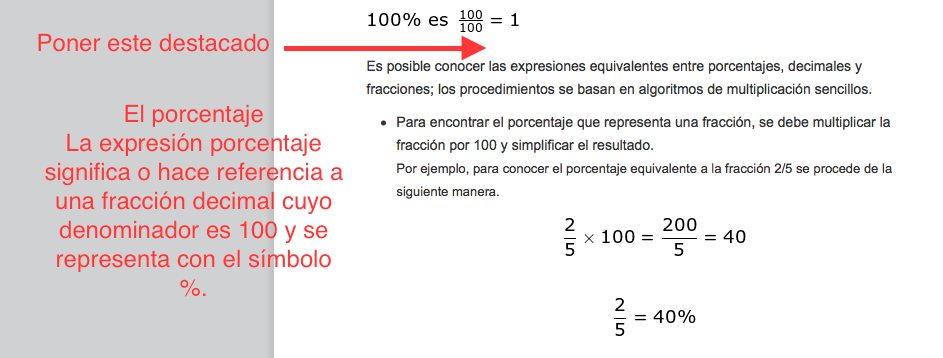 Poner este destacado
El porcentaje
La expresión porcentaje
significa o hace referencia a
una fracción decimal cuyo
denominador es 100 y se
representa con el símbolo
%.
100% es 100/100 = 1
Es posible conocer las expresiones equivalentes entre porcentajes, decimales y
fracciones; los procedimientos se basan en algoritmos de multiplicación sencillos.
• Para encontrar el porcentaje que representa una fracción, se debe multiplicar la
fracción por 100 y simplificar el resultado.
Por ejemplo, para conocer el porcentaje equivalente a la fracción 2/5 se procede de la
siguiente manera.
2/5 × 100 = 200/5 = 40
2/5 = 40%